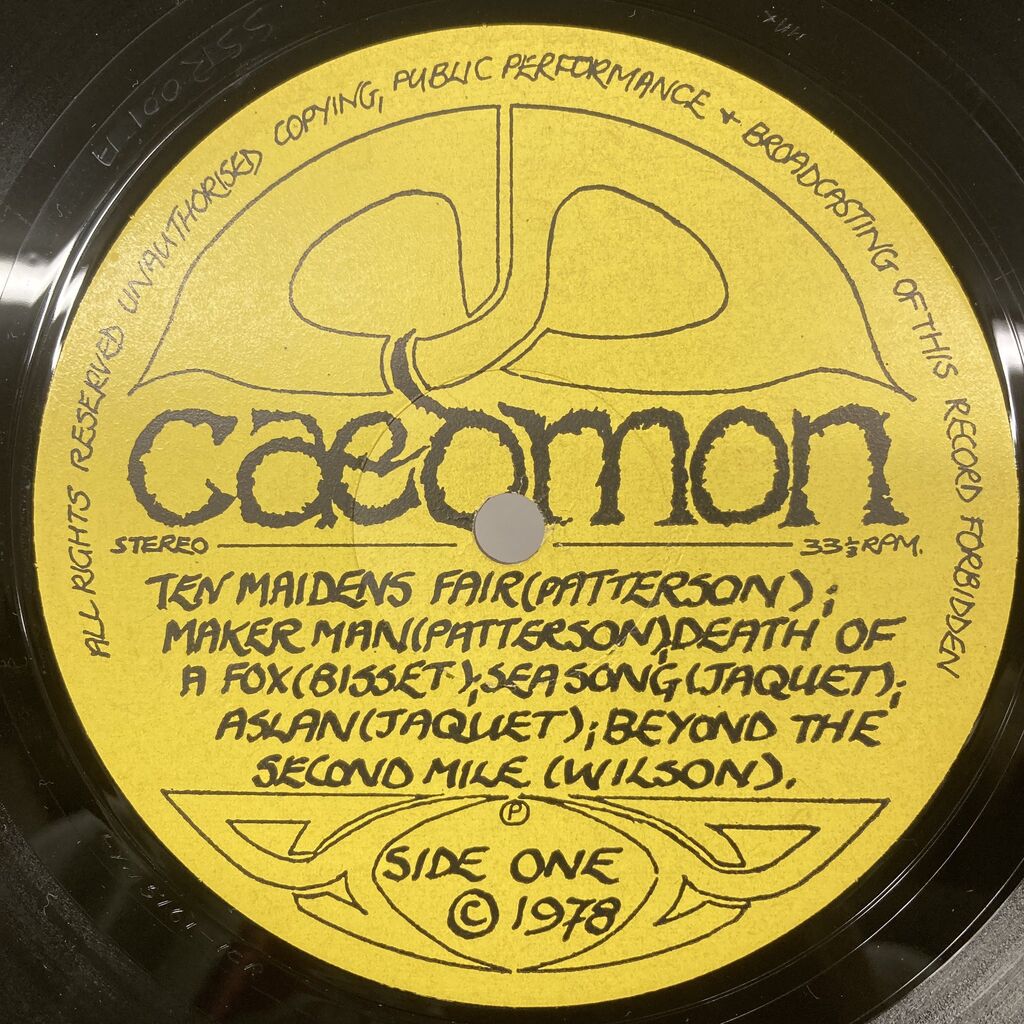 ALL RIGHTS RESERVED UNAUTHORISED COPYING, PUBLIC PERFORMANCE + BROADCASTING OF THIS RECORD FORBIDDEN
caedmon
STEREO
33⅓ RPM.
TEN MAIDENS FAIR(PATTERSON);
MAKER MAN(PATTERSON);DEATH OF
A FOX(BISSET);SEA SONG(JAQUET);
ASLAN(JAQUET);BEYOND THE
SECOND MILE (WILSON).
℗
SIDE ONE
© 1978